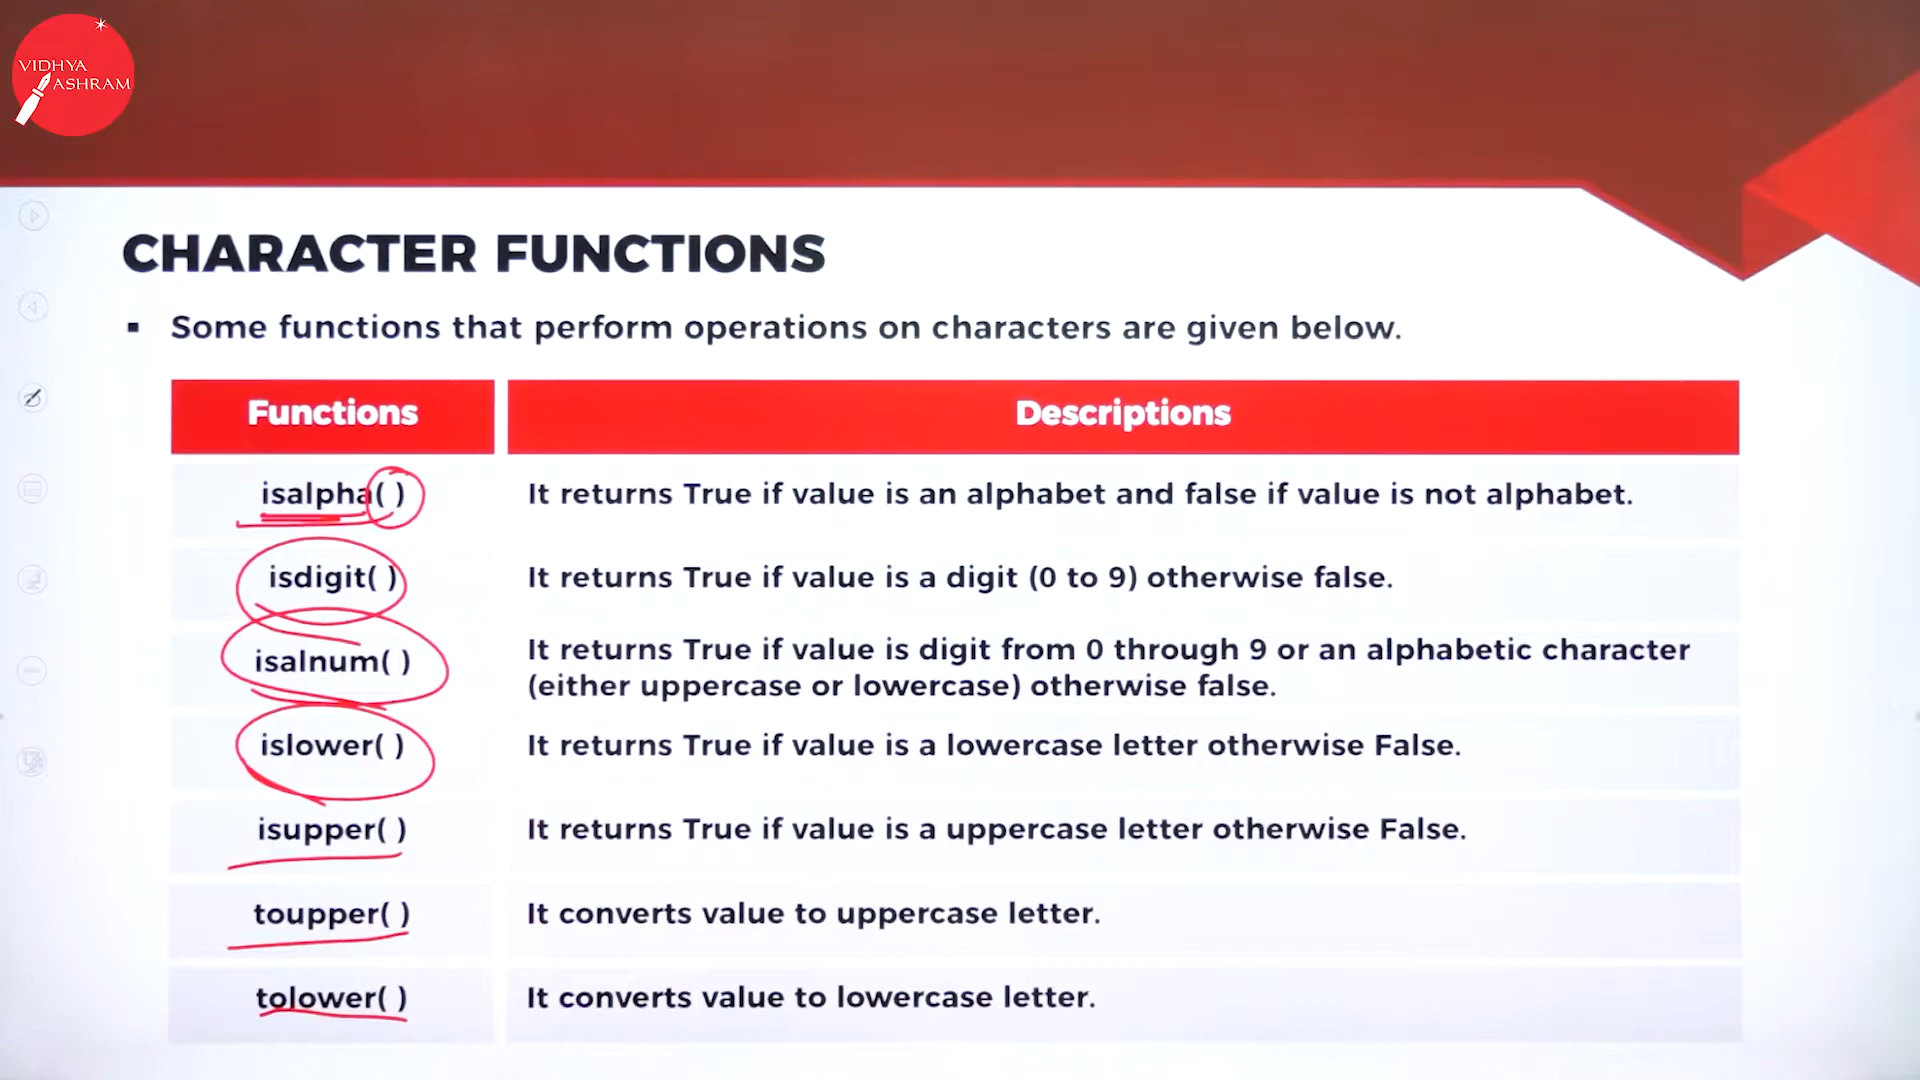 VIDHYA
ASHRAM
CHARACTER FUNCTIONS
▪ Some functions that perform operations on characters are given below.
Functions Descriptions
isalpha( ) It returns True if value is an alphabet and false if value is not alphabet.
isdigit( ) It returns True if value is a digit (0 to 9) otherwise false.
isalnum( ) It returns True if value is digit from 0 through 9 or an alphabetic character
(either uppercase or lowercase) otherwise false.
islower( ) It returns True if value is a lowercase letter otherwise False.
isupper( ) It returns True if value is a uppercase letter otherwise False.
toupper( ) It converts value to uppercase letter.
tolower( ) It converts value to lowercase letter.